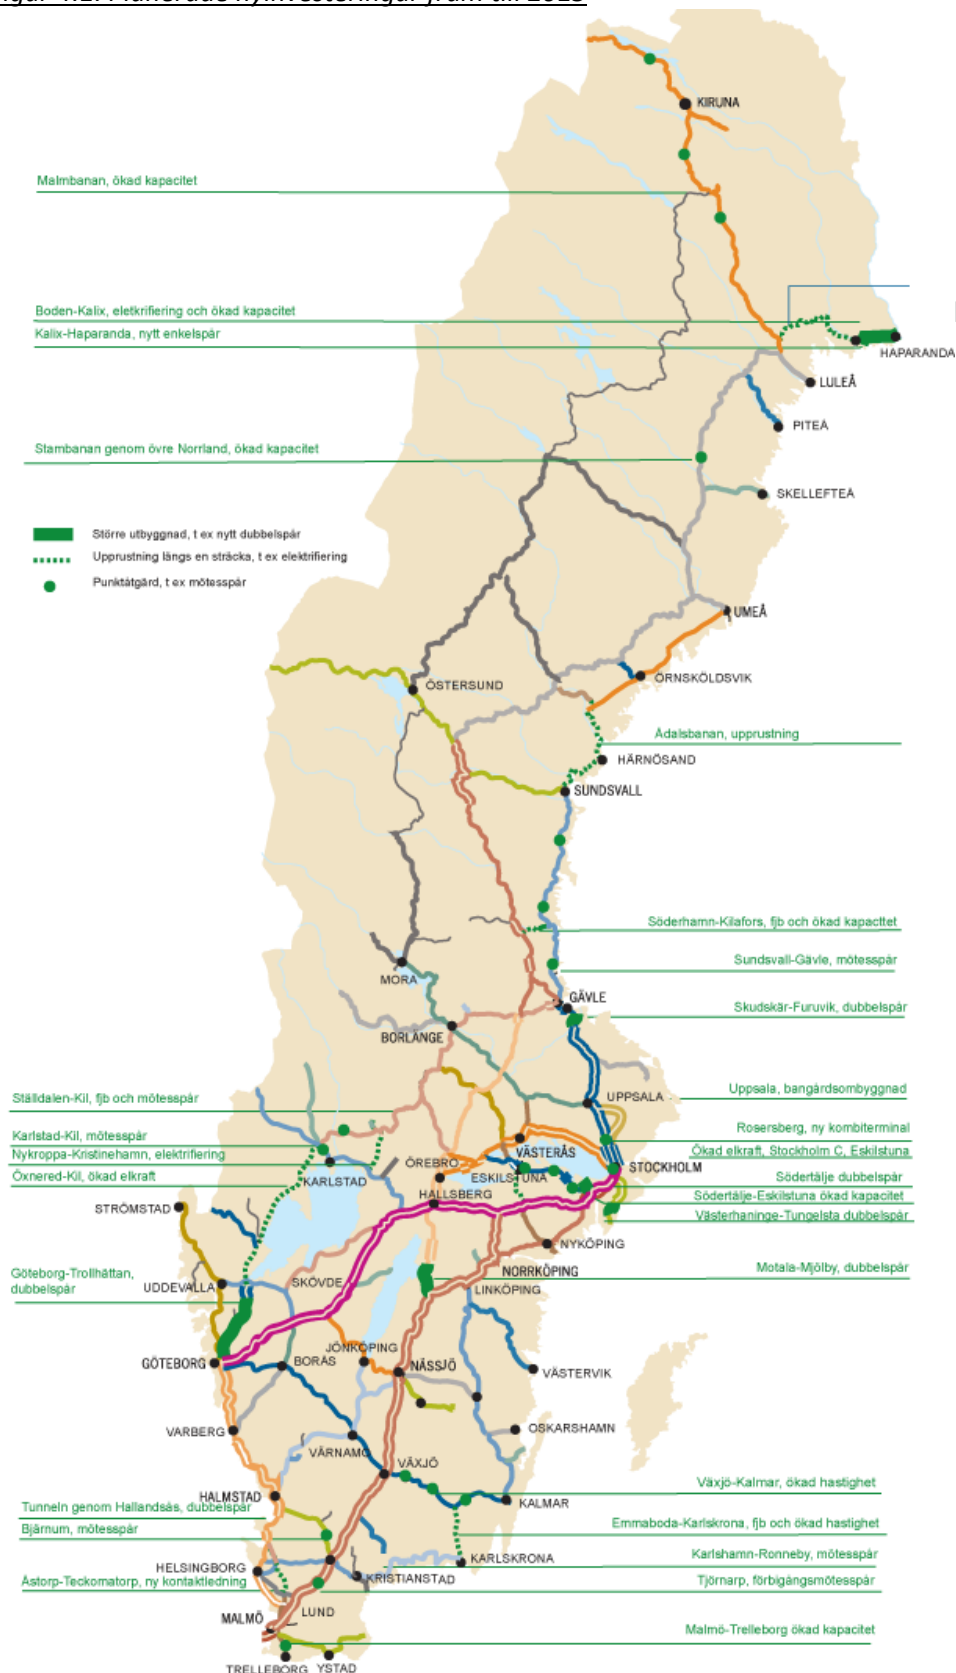 Planerade nyinvesteringar fram till 2015
KIRUNA
Malmbanan, ökad kapacitet
Boden-Kalix, eletkrifiering och ökad kapacitet
Kalix-Haparanda, nytt enkelspår
HAPARANDA
LULEÅ
PITEÅ
Stambanan genom övre Norrland, ökad kapacitet
SKELLEFTEÅ
Större utbyggnad, t ex nytt dubbelspår
Upprustning längs en sträcka, t ex elektrifiering
Punktåtgärd, t ex mötesspår
UMEÅ
ÖSTERSUND
ÖRNSKÖLDSVIK
Ådalsbanan, upprustning
HÄRNÖSAND
SUNDSVALL
Söderhamn-Kilafors, fjb och ökad kapacttet
Sundsvall-Gävle, mötesspår
MORA
GÄVLE
Skudskär-Furuvik, dubbelspår
BORLÄNGE
Ställdalen-Kil, fjb och mötesspår
UPPSALA
Uppsala, bangårdsombyggnad
Karlstad-Kil, mötesspår
Rosersberg, ny kombiterminal
Nykroppa-Kristinehamn, elektrifiering
VÄSTERÅS
Ökad elkraft, Stockholm C, Eskilstuna
Öxnered-Kil, ökad elkraft
KARLSTAD
ÖREBRO
ESKILSTUNA
STOCKHOLM
Södertälje dubbelspår
HALLSBERG
Södertälje-Eskilstuna ökad kapacitet
STRÖMSTAD
Västerhaninge-Tungelsta dubbelspår
NYKÖPING
Göteborg-Trollhättan,
dubbelspår
UDDEVALLA
SKÖVDE
NORRKÖPING
Motala-Mjölby, dubbelspår
LINKÖPING
GÖTEBORG
BORÅS
JÖNKÖPING
NÄSSJÖ
VÄSTERVIK
VARBERG
OSKARSHAMN
VÄRNAMO
VÄXJÖ
Växjö-Kalmar, ökad hastighet
HALMSTAD
KALMAR
Tunneln genom Hallandsås, dubbelspår
Bjärnum, mötesspår
Emmaboda-Karlskrona, fjb och ökad hastighet
HELSINGBORG
KARLSKRONA
Karlshamn-Ronneby, mötesspår
Åstorp-Teckomatorp, ny kontaktledning
KRISTIANSTAD
Tjörnarp, förbigångsmötesspår
MALMÖ
LUND
Malmö-Trelleborg ökad kapacitet
TRELLEBORG
YSTAD